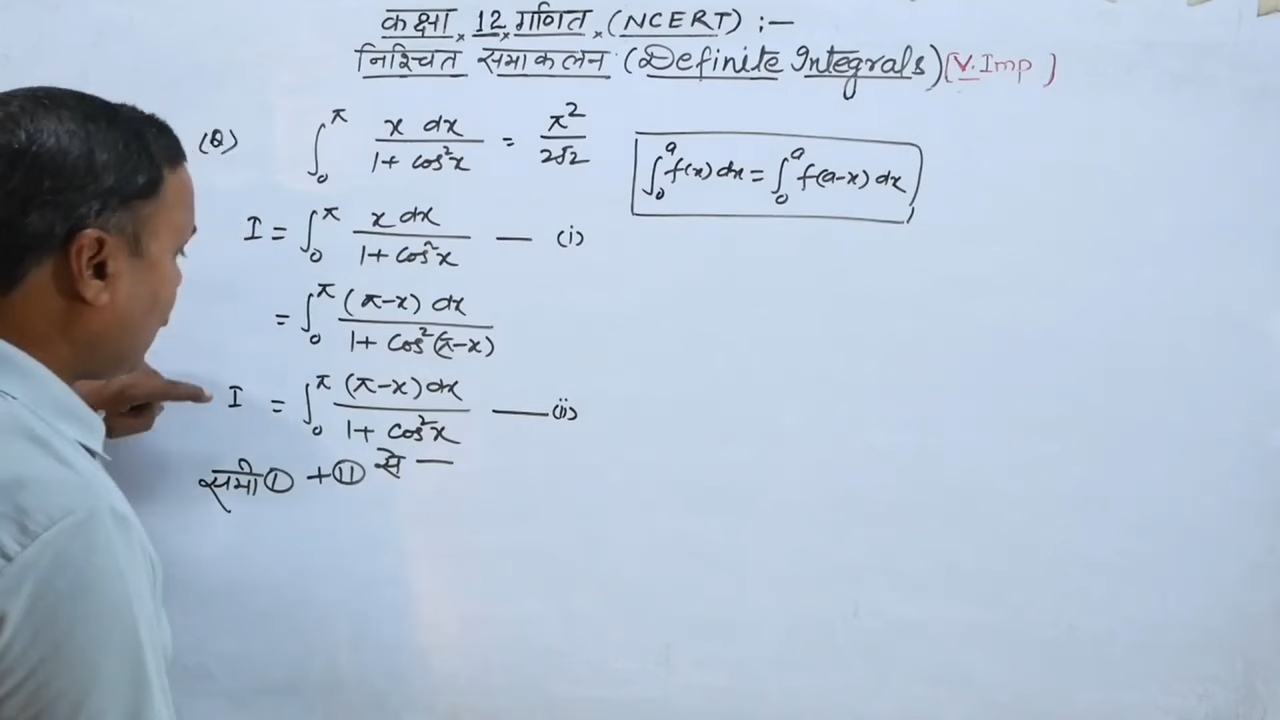 कक्षा × 12 × गणित × (NCERT) :–
निश्चित समाकलन (Definite Integrals) [V.Imp]
(Q) ∫₀^π x dx / (1 + cos²x) = π² / 2√2
∫₀^a f(x) dx = ∫₀^a f(a-x) dx
I = ∫₀^π x dx / (1 + cos²x) — (i)
= ∫₀^π (π-x) dx / (1 + cos²(π-x))
I = ∫₀^π (π-x) dx / (1 + cos²x) — (ii)
समी० (I) + (II) से —